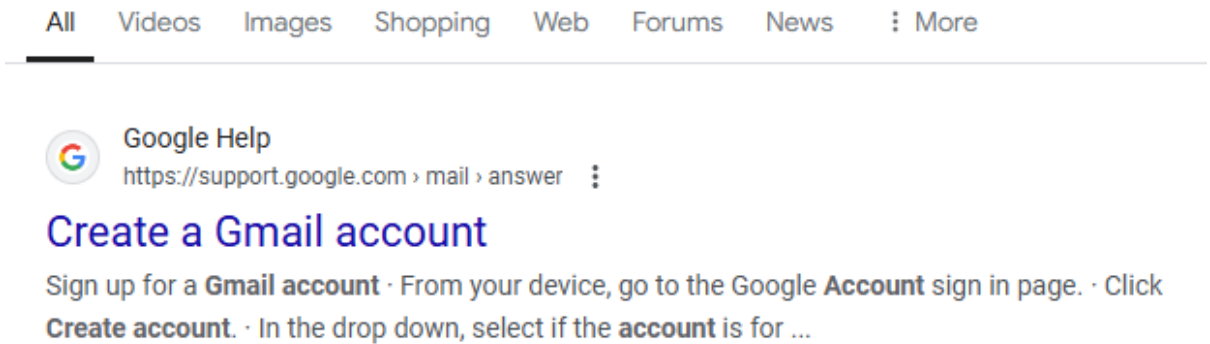 All Videos Images Shopping Web Forums News ⋮ More
Google Help
https://support.google.com › mail › answer ⋮
Create a Gmail account
Sign up for a Gmail account · From your device, go to the Google Account sign in page. · Click
Create account. · In the drop down, select if the account is for ...